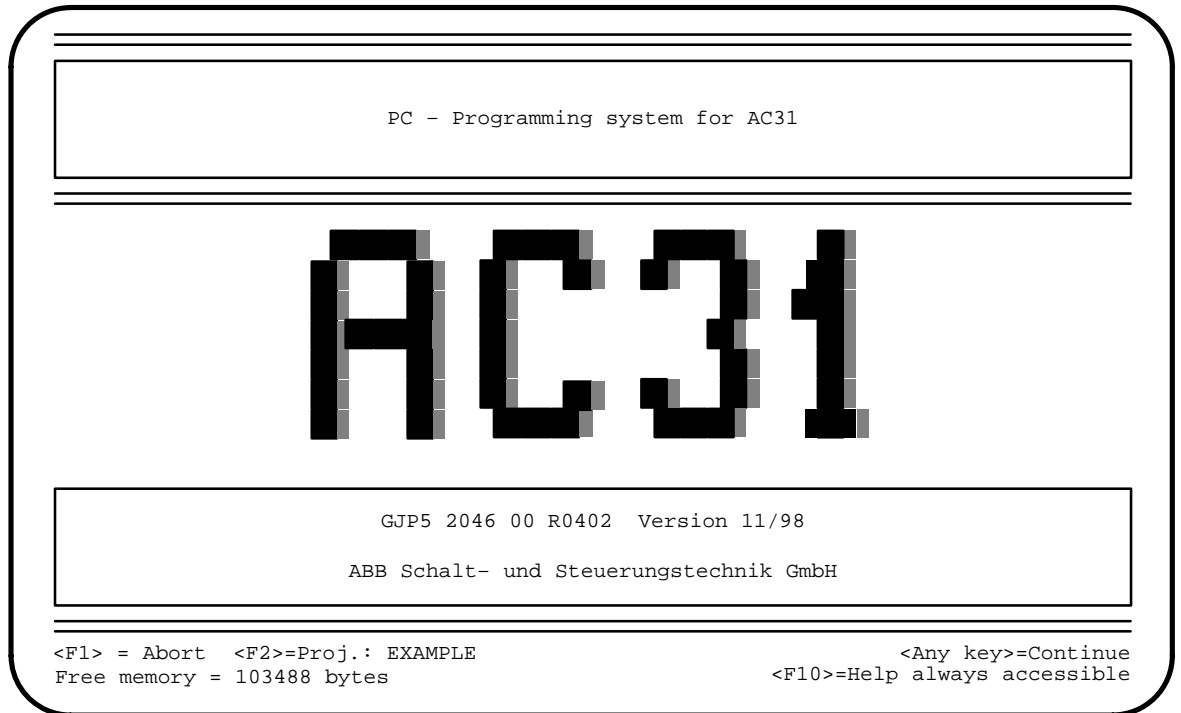 PC - Programming system for AC31
AC31
GJP5 2046 00 R0402  Version 11/98
ABB Schalt- und Steuerungstechnik GmbH
<F1> = Abort  <F2>=Proj.: EXAMPLE
<Any key>=Continue
Free memory = 103488 bytes
<F10>=Help always accessible